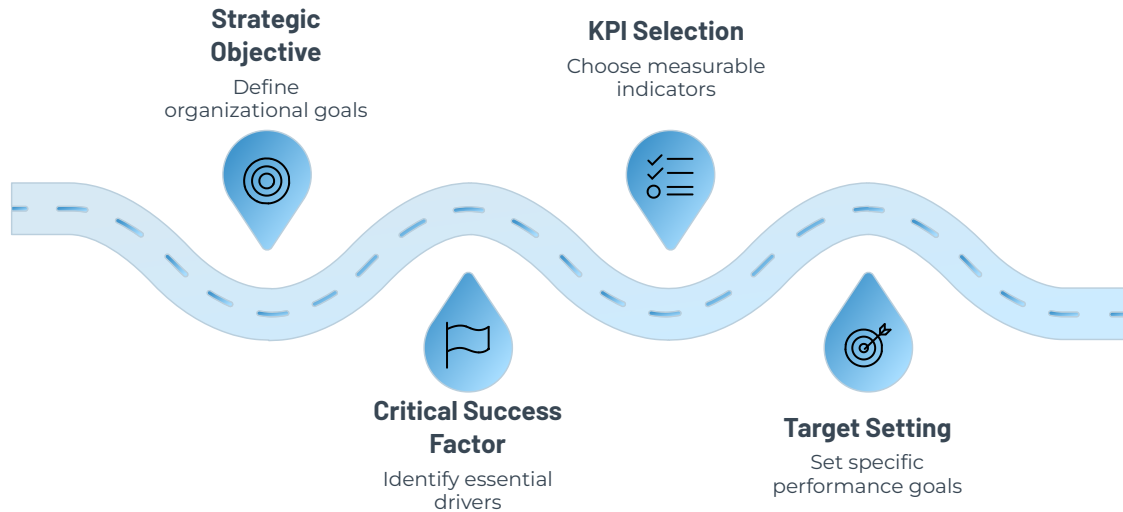 Strategic
Objective
Define
organizational goals
Critical Success
Factor
Identify essential
drivers
KPI Selection
Choose measurable
indicators
Target Setting
Set specific
performance goals